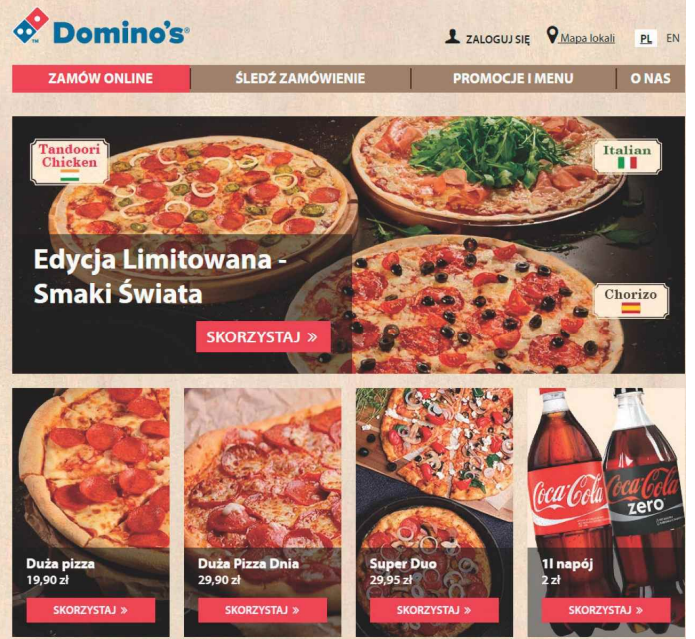 Domino's®
ZALOGUJ SIĘ
Mapa lokali
PL EN
ZAMÓW ONLINE
ŚLEDŹ ZAMÓWIENIE
PROMOCJE I MENU
O NAS
Tandoori
Chicken
Italian
Edycja Limitowana -
Smaki Świata
Chorizo
SKORZYSTAJ »
Coca-Cola
Coca-Cola
zero
Duża pizza
19,90 zł
SKORZYSTAJ »
Duża Pizza Dnia
29,90 zł
SKORZYSTAJ »
Super Duo
29,95 zł
SKORZYSTAJ »
1l napój
2 zł
SKORZYSTAJ »